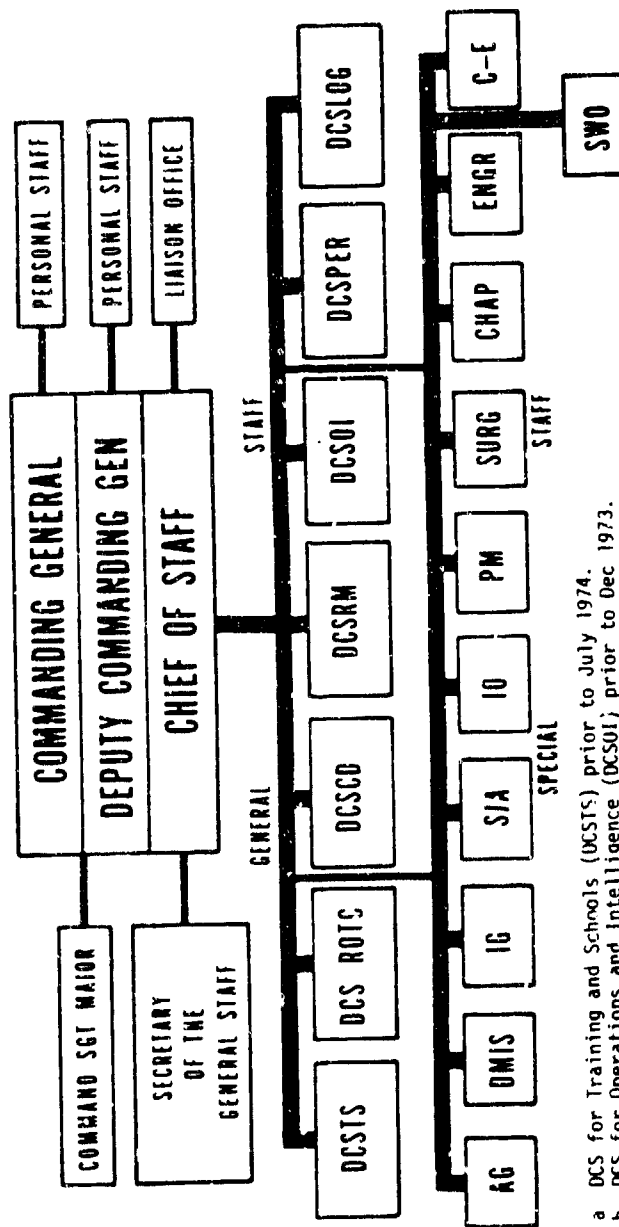 COMMANDING GENERAL
DEPUTY COMMANDING GEN
CHIEF OF STAFF
PERSONAL STAFF
PERSONAL STAFF
LIAISON OFFICE
COMMAND SGT MAJOR
SECRETARY
OF THE
GENERAL STAFF
GENERAL
STAFF
DCSTS
DCS ROTC
DCSCD
DCSRM
DCSOI
DCSPER
DCSLOG
AG
DMIS
IG
S/A
IO
PM
SURG
CHAP
ENGR
C-E
SPECIAL
STAFF
SWO
a DCS for Training and Schools (DCSTS) prior to July 1974.
b DCS for Operations and Intelligence (DCSOI; prior to Dec 1973.